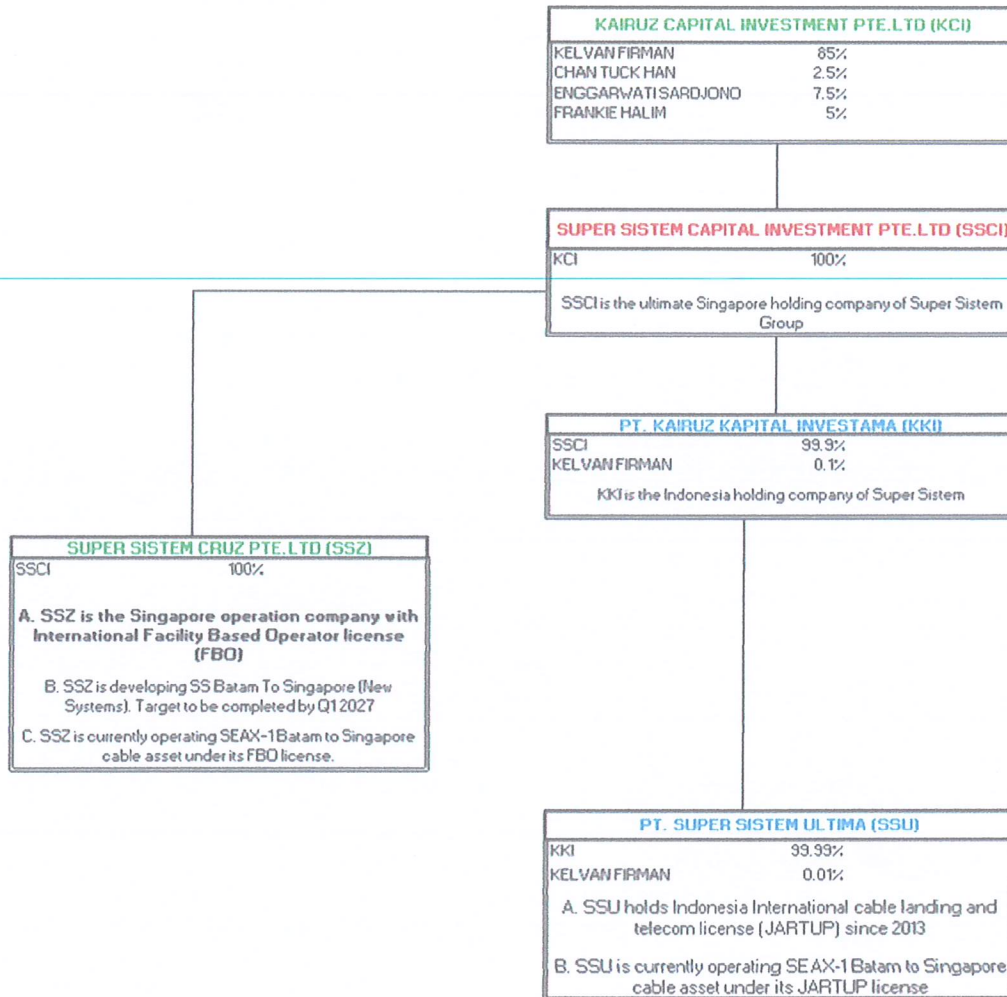 KAIRUZ CAPITAL INVESTMENT PTE.LTD (KCI)
KELVAN FIRMAN 85%
CHAN TUCK HAN 2.5%
ENGGARWATI SARDJONO 7.5%
FRANKIE HALIM 5%
SUPER SISTEM CAPITAL INVESTMENT PTE.LTD (SSCI)
KCI 100%
SSCI is the ultimate Singapore holding company of Super Sistem
Group
PT. KAIRUZ KAPITAL INVESTAMA (KKI)
SSCI 99.9%
KELVAN FIRMAN 0.1%
KKI is the Indonesia holding company of Super Sistem
SUPER SISTEM CRUZ PTE.LTD (SSZ)
SSCI 100%
A. SSZ is the Singapore operation company with
International Facility Based Operator license
(FBO)
B. SSZ is developing SS Batam To Singapore (New
Systems). Target to be completed by Q1 2027
C. SSZ is currently operating SEAX-1 Batam to Singapore
cable asset under its FBO license.
PT. SUPER SISTEM ULTIMA (SSU)
KKI 99.99%
KELVAN FIRMAN 0.01%
A. SSU holds Indonesia International cable landing and
telecom license (JARTUP) since 2013
B. SSU is currently operating SEAX-1 Batam to Singapore
cable asset under its JARTUP license